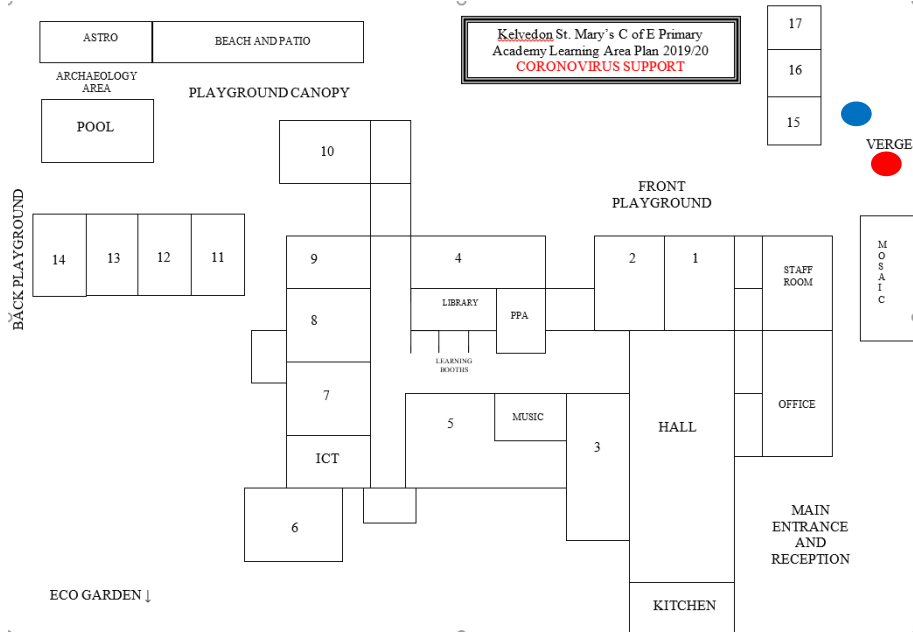 Kelvedon St. Mary's C of E Primary
Academy Learning Area Plan 2019/20
CORONOVIRUS SUPPORT
17
16
15
ASTRO
BEACH AND PATIO
ARCHAEOLOGY
AREA
PLAYGROUND CANOPY
POOL
10
VERGE
FRONT
PLAYGROUND
BACK PLAYGROUND
14
13
12
11
9
4
2
1
STAFF
ROOM
MOSAIC
LIBRARY
PPA
8
LEARNING
BOOTHS
7
5
MUSIC
3
HALL
OFFICE
ICT
6
MAIN
ENTRANCE
AND
RECEPTION
ECO GARDEN ↓
KITCHEN